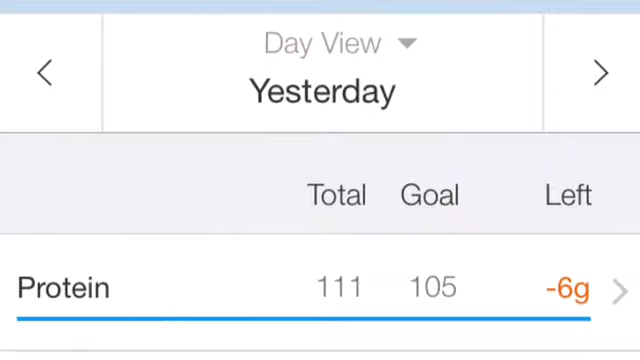 Day View
Yesterday
Total Goal Left
Protein 111 105 -6g